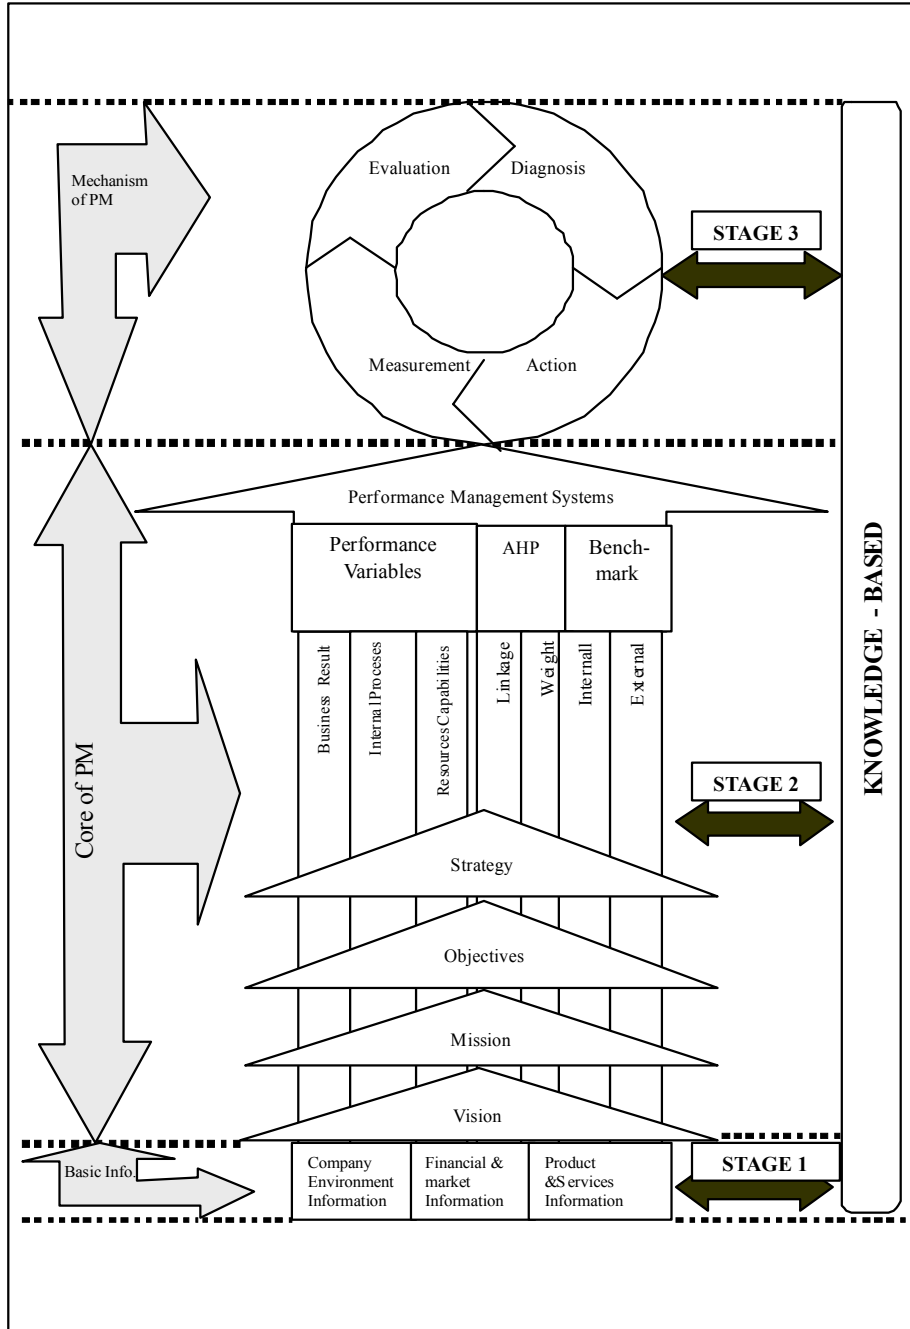 Mechanism
of PM
Evaluation
Diagnosis
Measurement
Action
STAGE 3
Performance Management Systems
Performance
Variables
AHP
Bench-
mark
Business Result
Internal Proceses
Resources Capabilities
Linkage
Weight
Internall
External
Core of PM
STAGE 2
KNOWLEDGE - BASED
Strategy
Objectives
Mission
Vision
Basic Info.
Company
Environment
Information
Financial &
market
Information
Product
&Services
Information
STAGE 1